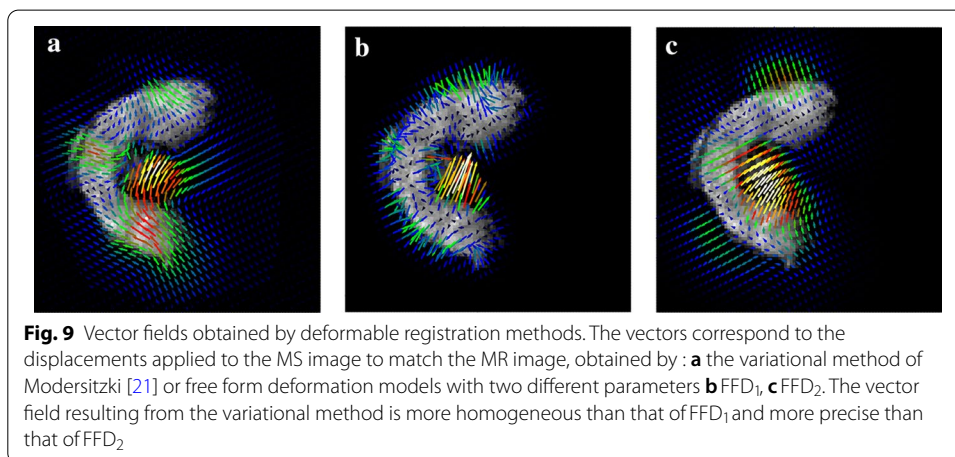 a b c
Fig. 9 Vector fields obtained by deformable registration methods. The vectors correspond to the
displacements applied to the MS image to match the MR image, obtained by : a the variational method of
Modersitzki [21] or free form deformation models with two different parameters b FFD₁, c FFD₂. The vector
field resulting from the variational method is more homogeneous than that of FFD₁ and more precise than
that of FFD₂